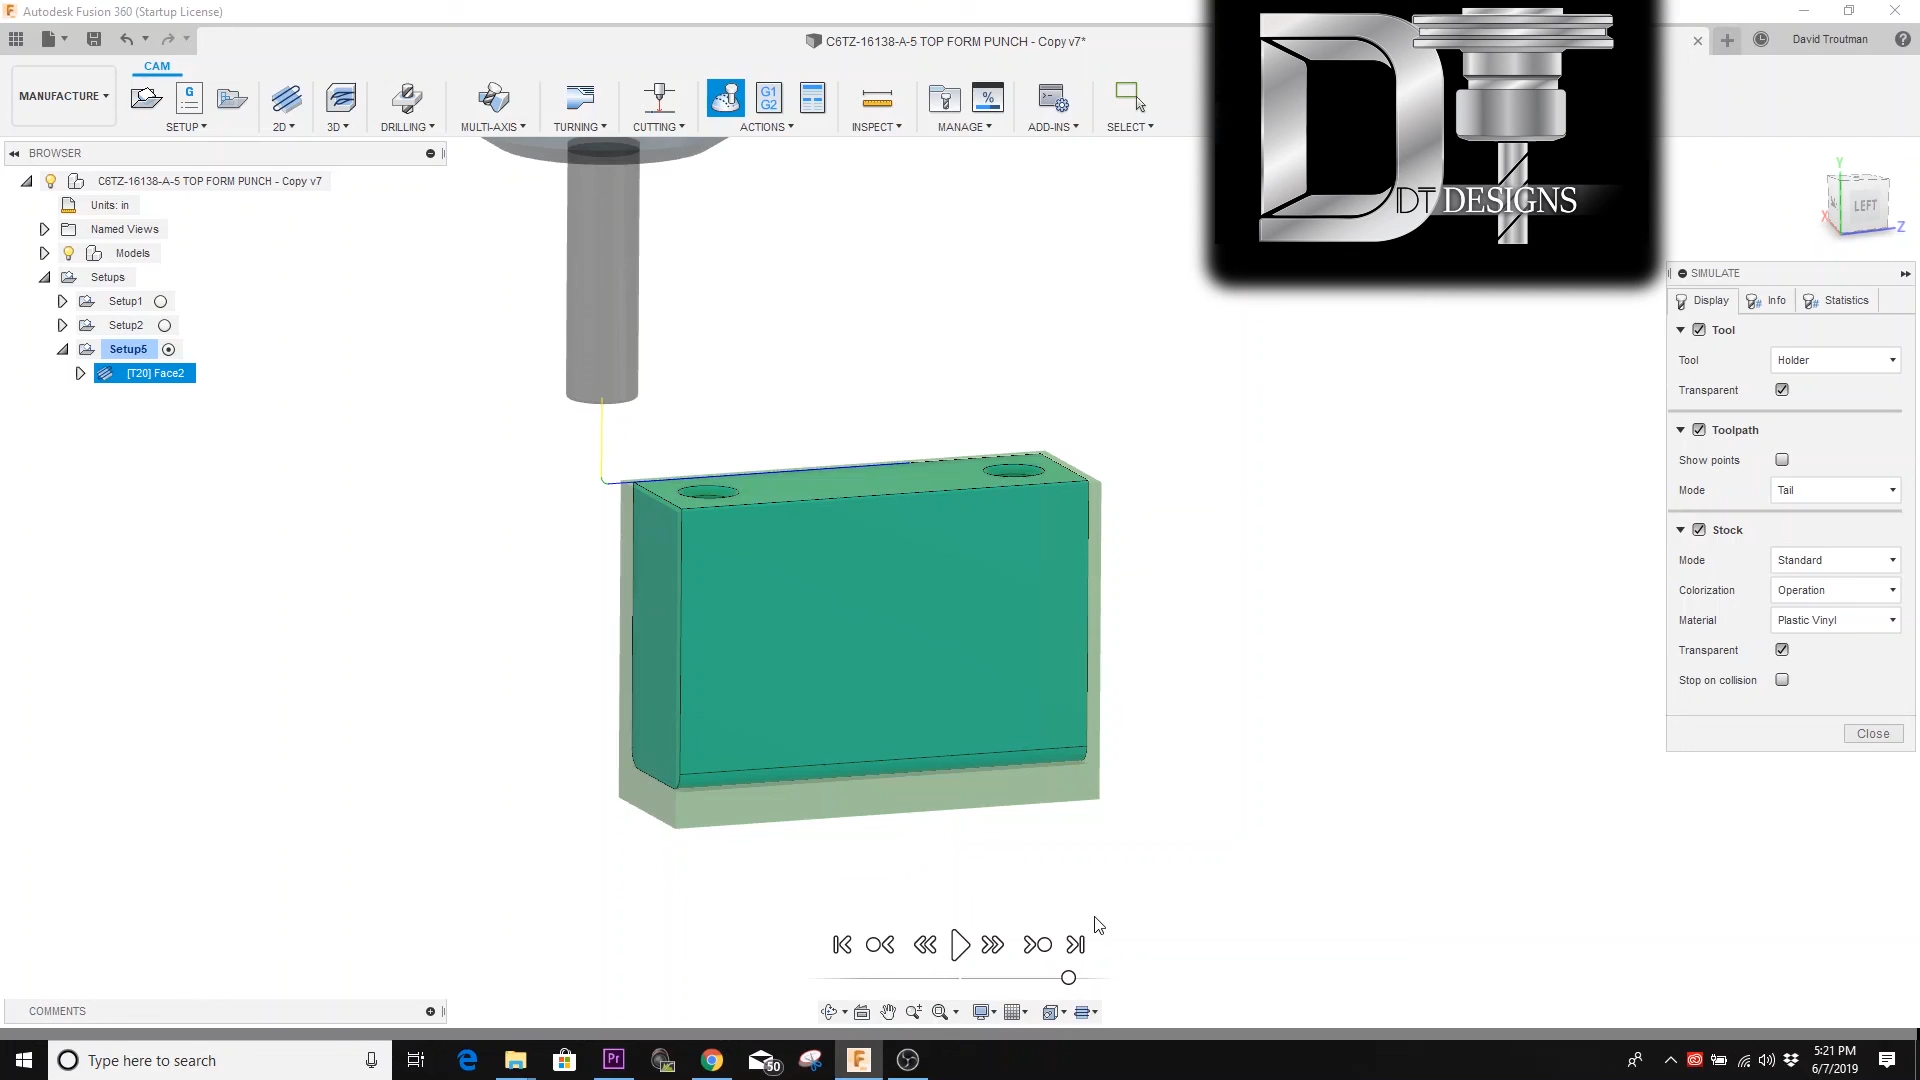 Autodesk Fusion 360 (Startup License)
C6TZ-16138-A-5 TOP FORM PUNCH - Copy v7*
David Troutman
MANUFACTURE
CAM
G
G1
G2
%
SETUP
2D
3D
DRILLING
MULTI-AXIS
TURNING
CUTTING
ACTIONS
INSPECT
MANAGE
ADD-INS
SELECT
DT DESIGNS
BROWSER
C6TZ-16138-A-5 TOP FORM PUNCH - Copy v7
Units: in
Named Views
Models
Setups
Setup1
Setup2
Setup5
[T20] Face2
Y
LEFT
X
Z
SIMULATE
Display
Info
Statistics
Tool
Tool
Holder
Transparent
Toolpath
Show points
Mode
Tail
Stock
Mode
Standard
Colorization
Operation
Material
Plastic Vinyl
Transparent
Stop on collision
Close
COMMENTS
Type here to search
Pr
50
5:21 PM
6/7/2019